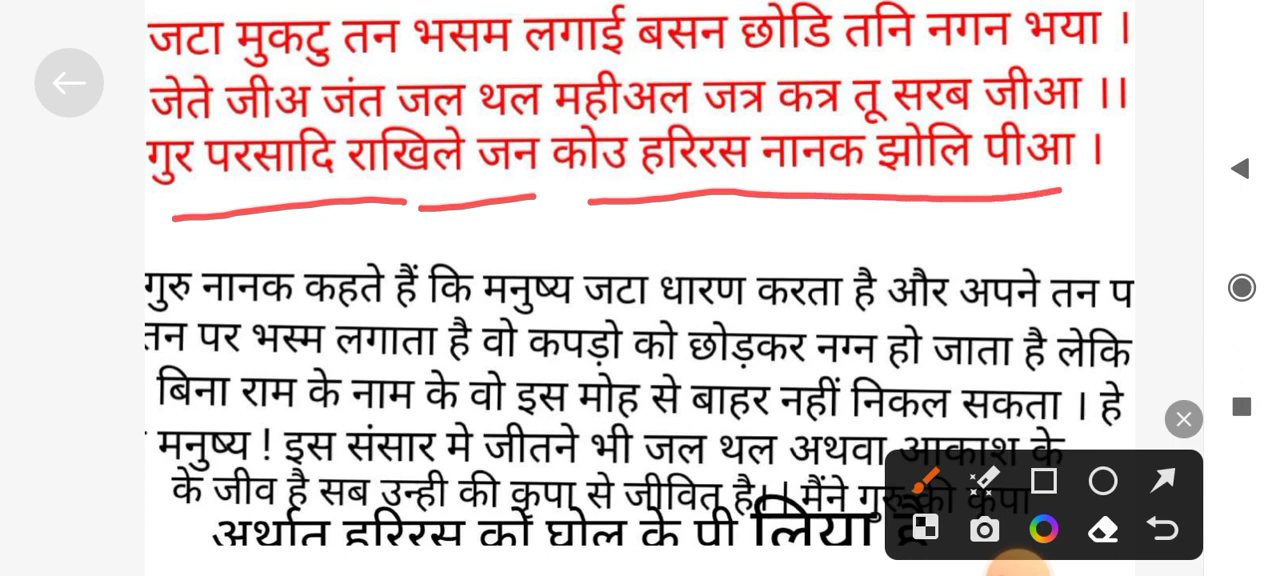 जटा मुकटु तन भसम लगाई बसन छोडि तनि नगन भया ।
जेते जीअ जंत जल थल महीअल जत्र कत्र तू सरब जीआ ।।
गुर परसादि राखिले जन कोउ हरिरस नानक झोलि पीआ ।
गुरु नानक कहते हैं कि मनुष्य जटा धारण करता है और अपने तन प
तन पर भस्म लगाता है वो कपड़ो को छोड़कर नग्न हो जाता है लेकि
बिना राम के नाम के वो इस मोह से बाहर नहीं निकल सकता । हे
मनुष्य ! इस संसार मे जीतने भी जल थल अथवा आकाश के
के जीव है सब उन्ही की कृपा से जीवित है।। मैंने गुरु की कृपा
अर्थात हरिरस को घोल के पी लिया है